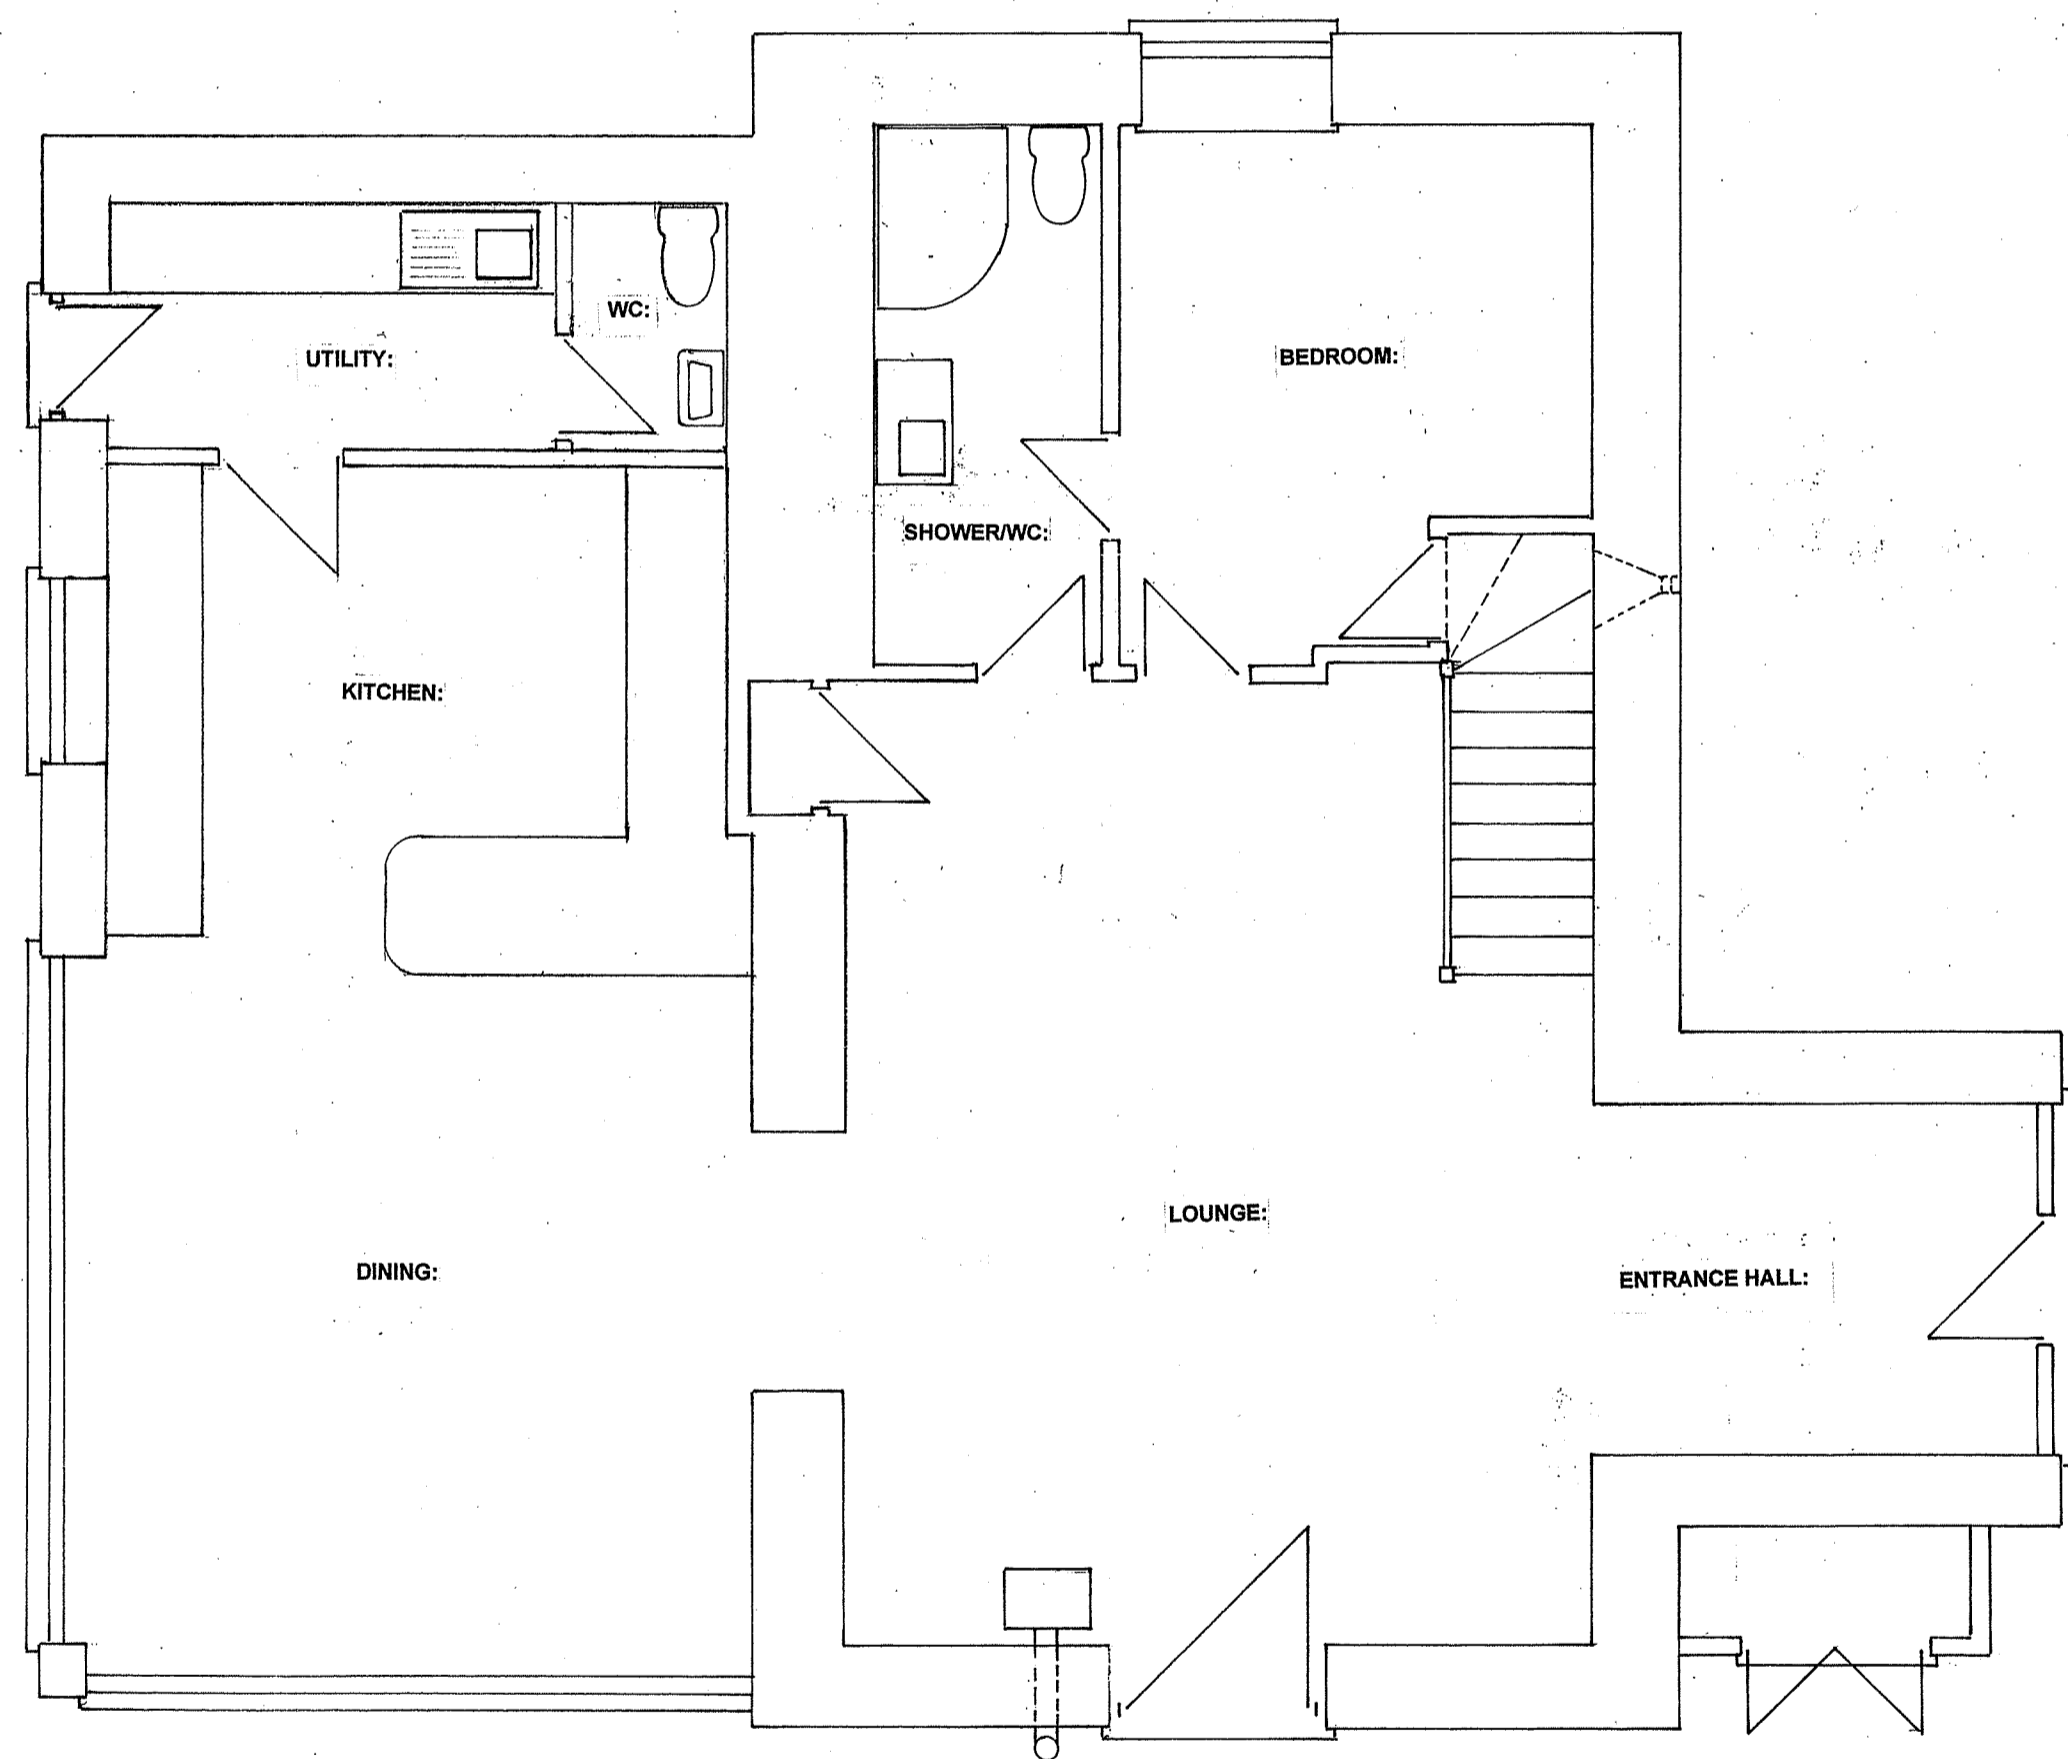 WC:
UTILITY:
BEDROOM:
SHOWER/WC:
KITCHEN:
LOUNGE:
DINING:
ENTRANCE HALL: